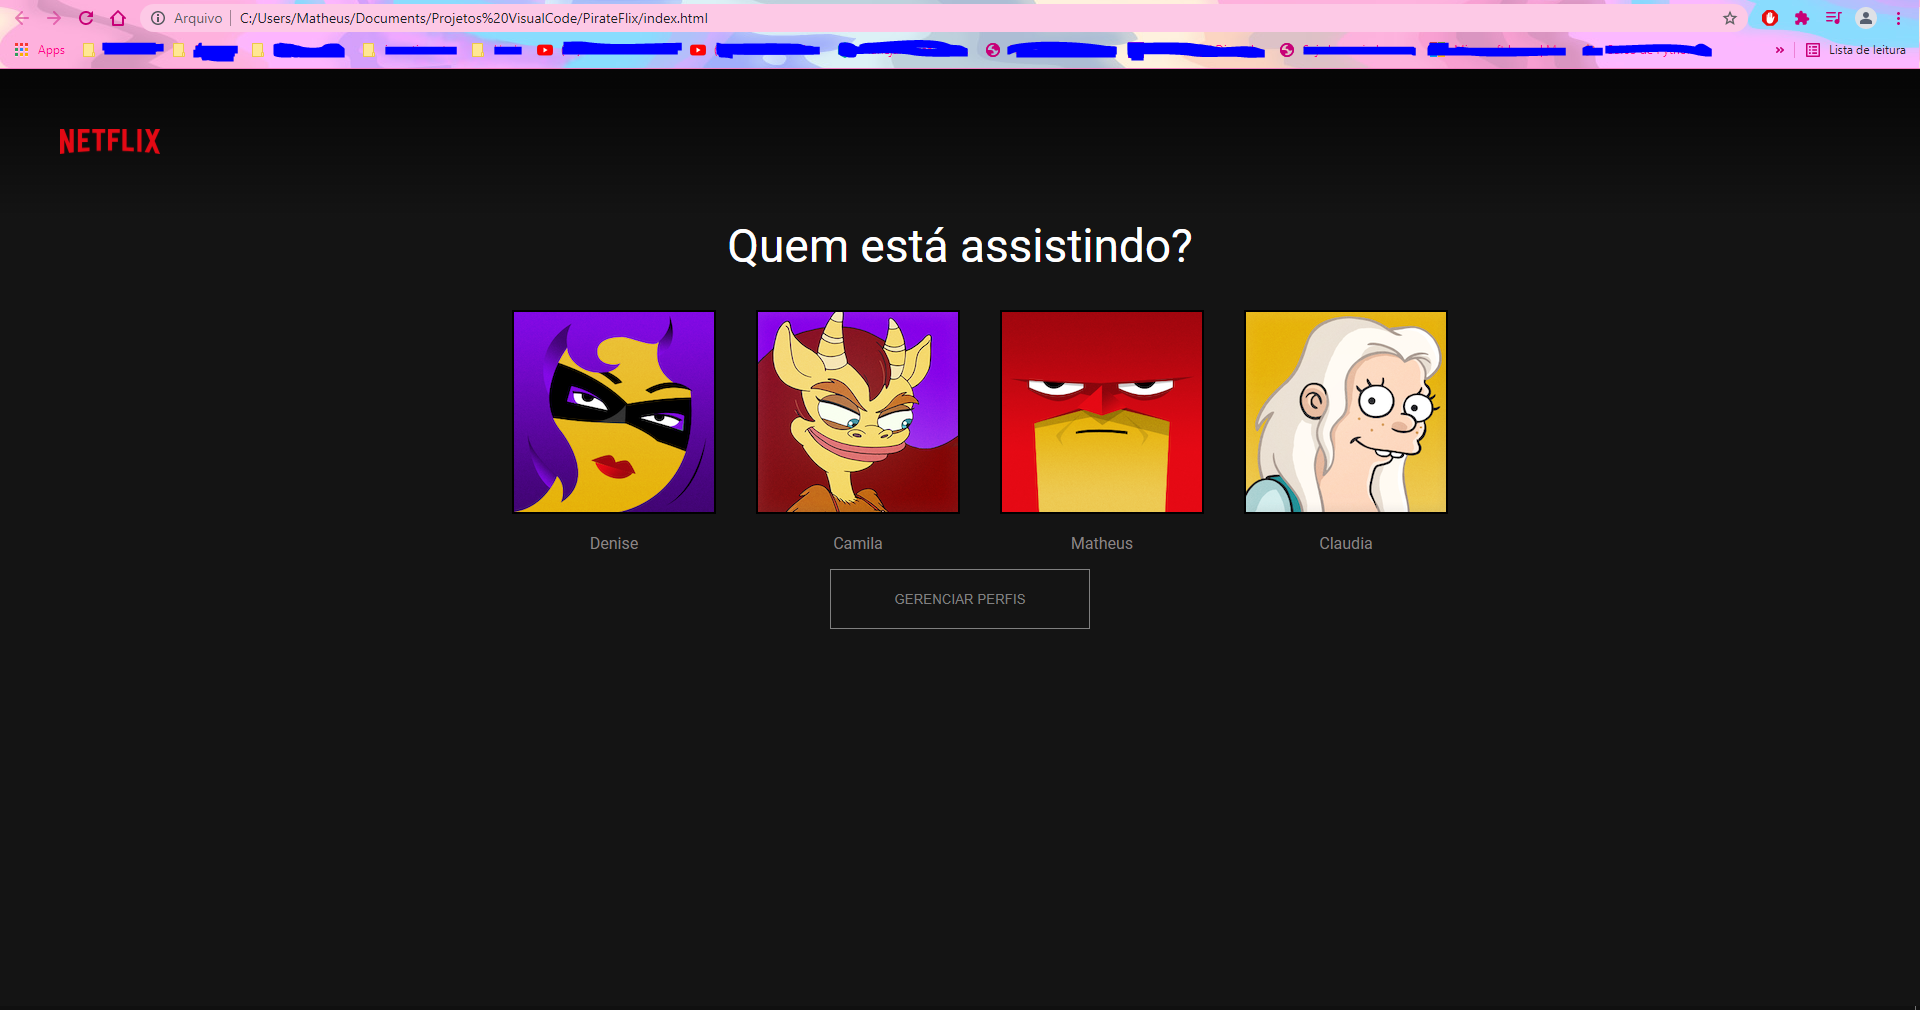 Arquivo C:/Users/Matheus/Documents/Projetos%20VisualCode/PirateFlix/index.html
Apps » Lista de leitura
NETFLIX
Quem está assistindo?
Denise Camila Matheus Claudia
GERENCIAR PERFIS